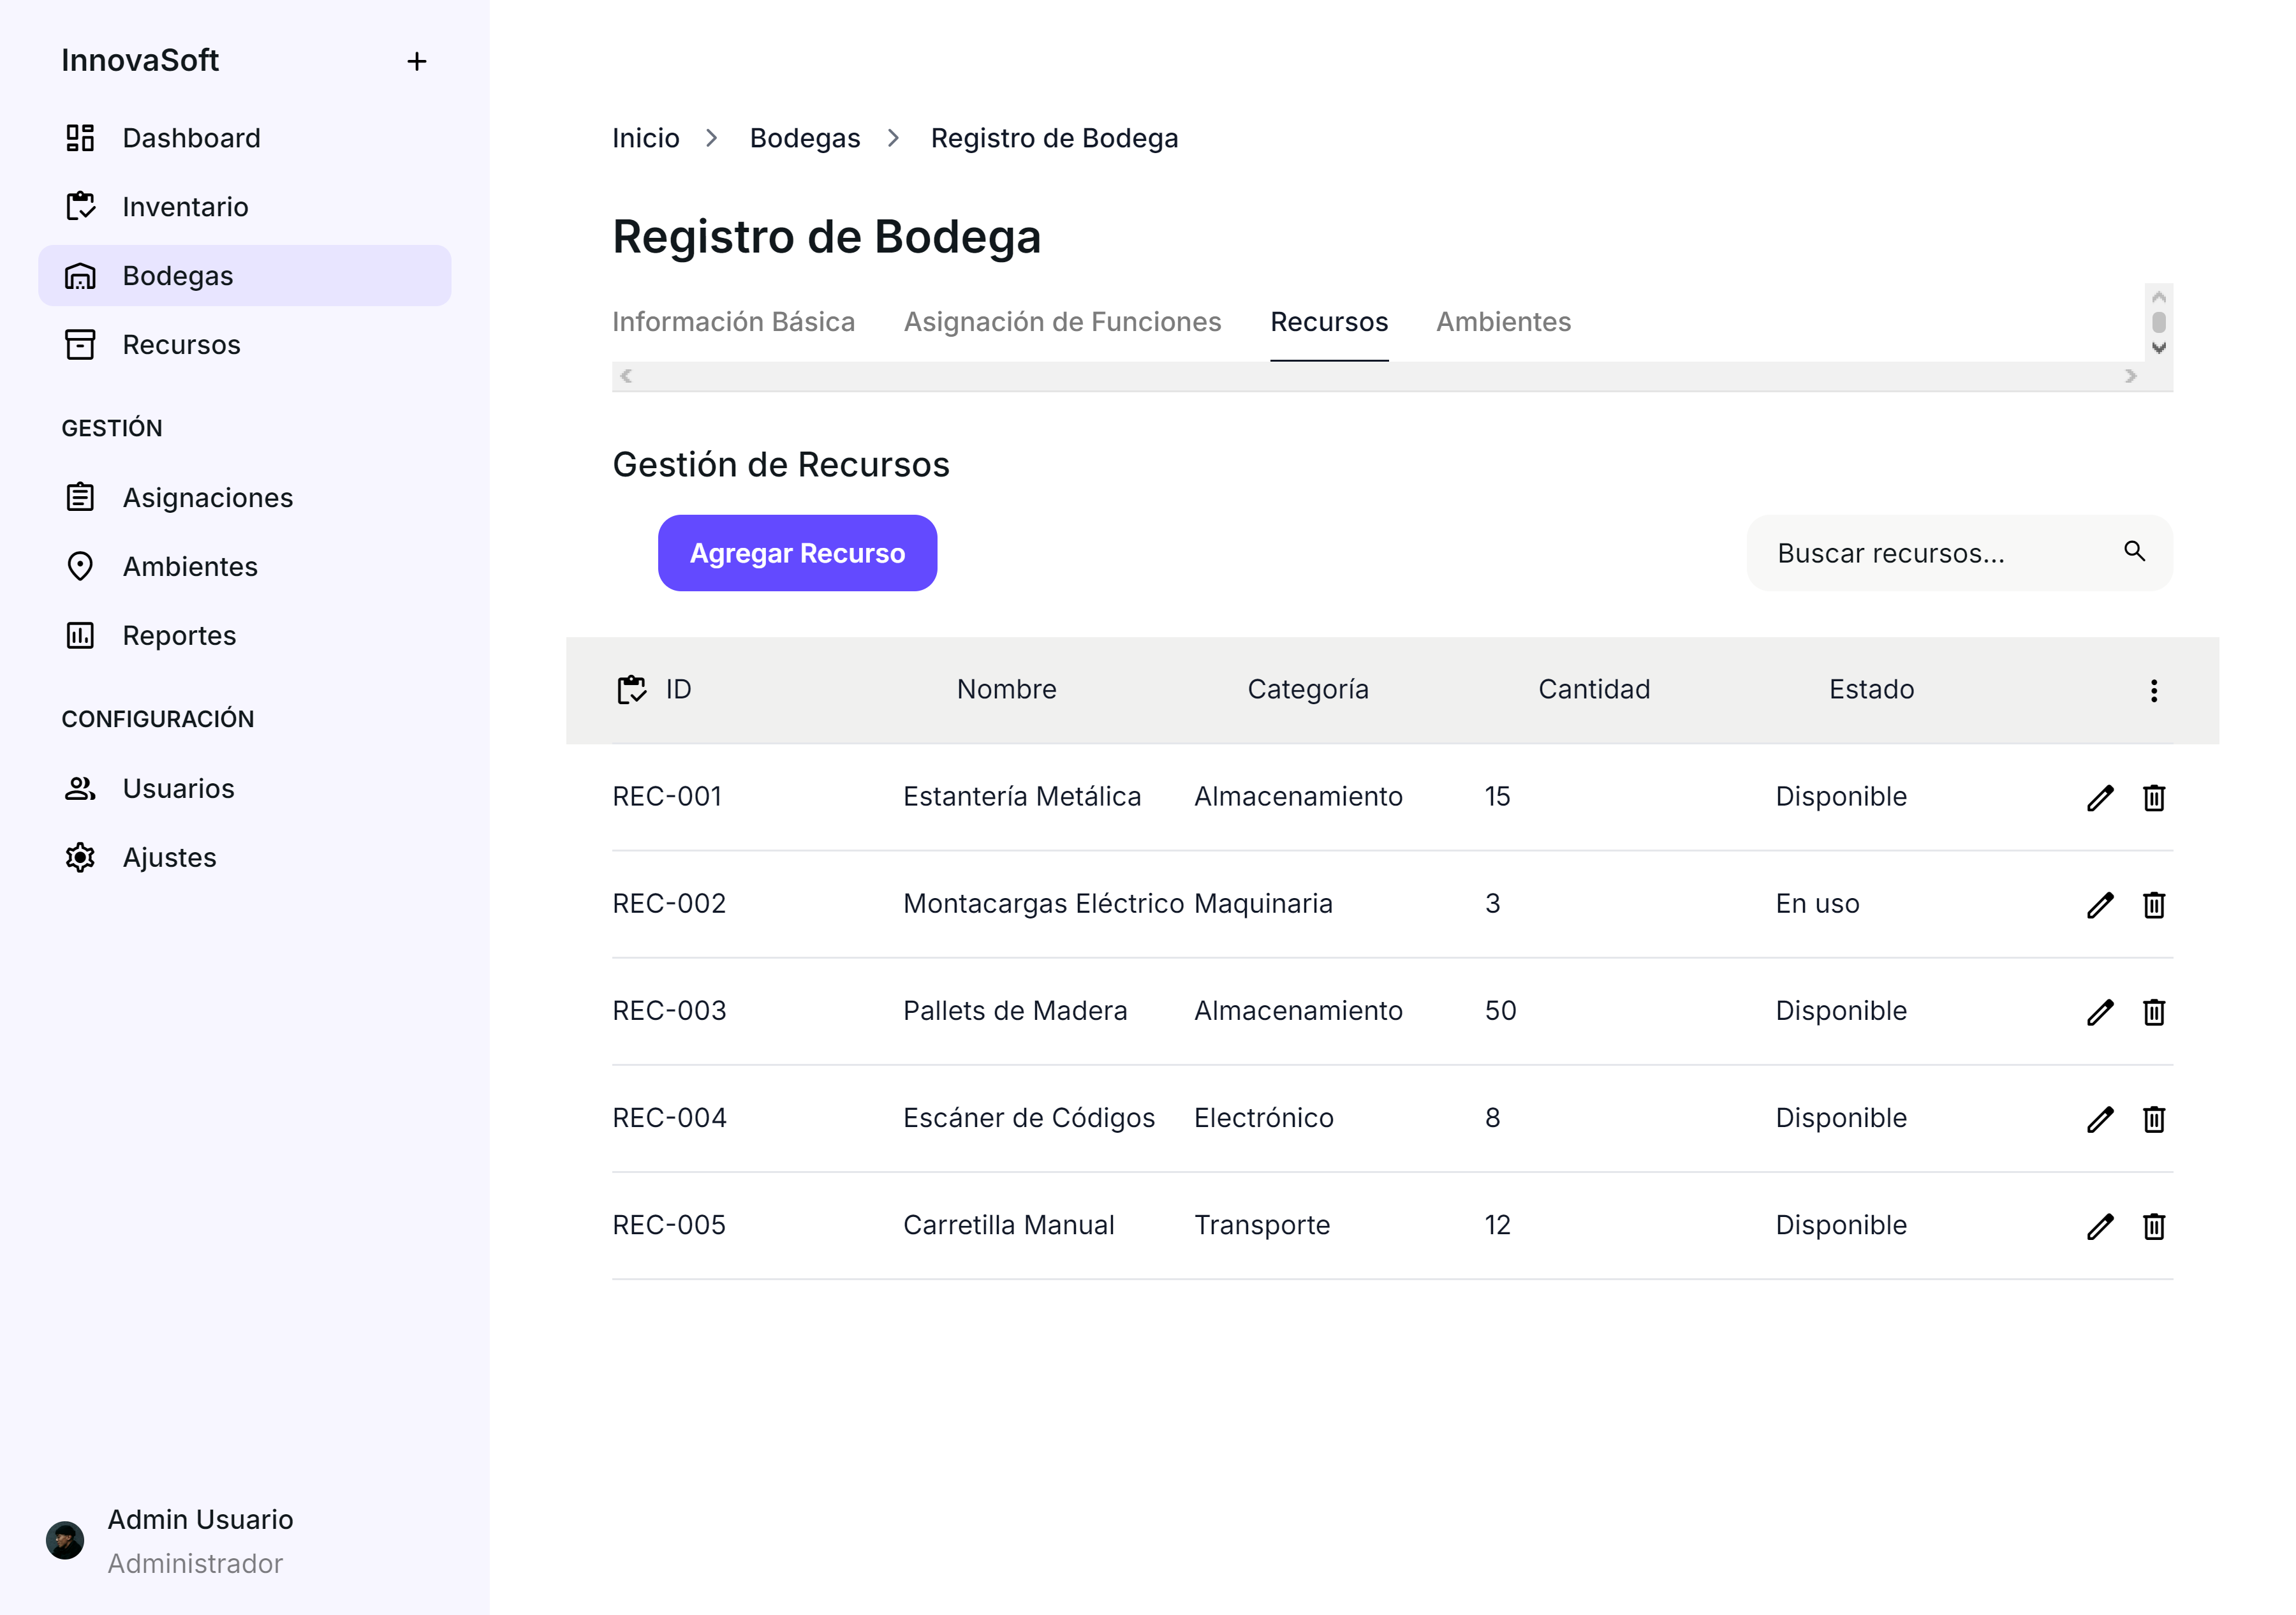 InnovaSoft
Dashboard
Inventario
Bodegas
Recursos
GESTIÓN
Asignaciones
Ambientes
Reportes
CONFIGURACIÓN
Usuarios
Ajustes
Admin Usuario
Administrador
Inicio Bodegas Registro de Bodega
Registro de Bodega
Información Básica Asignación de Funciones Recursos Ambientes
Gestión de Recursos
Agregar Recurso Buscar recursos...
ID Nombre Categoría Cantidad Estado
REC-001 Estantería Metálica Almacenamiento 15 Disponible
REC-002 Montacargas Eléctrico Maquinaria 3 En uso
REC-003 Pallets de Madera Almacenamiento 50 Disponible
REC-004 Escáner de Códigos Electrónico 8 Disponible
REC-005 Carretilla Manual Transporte 12 Disponible